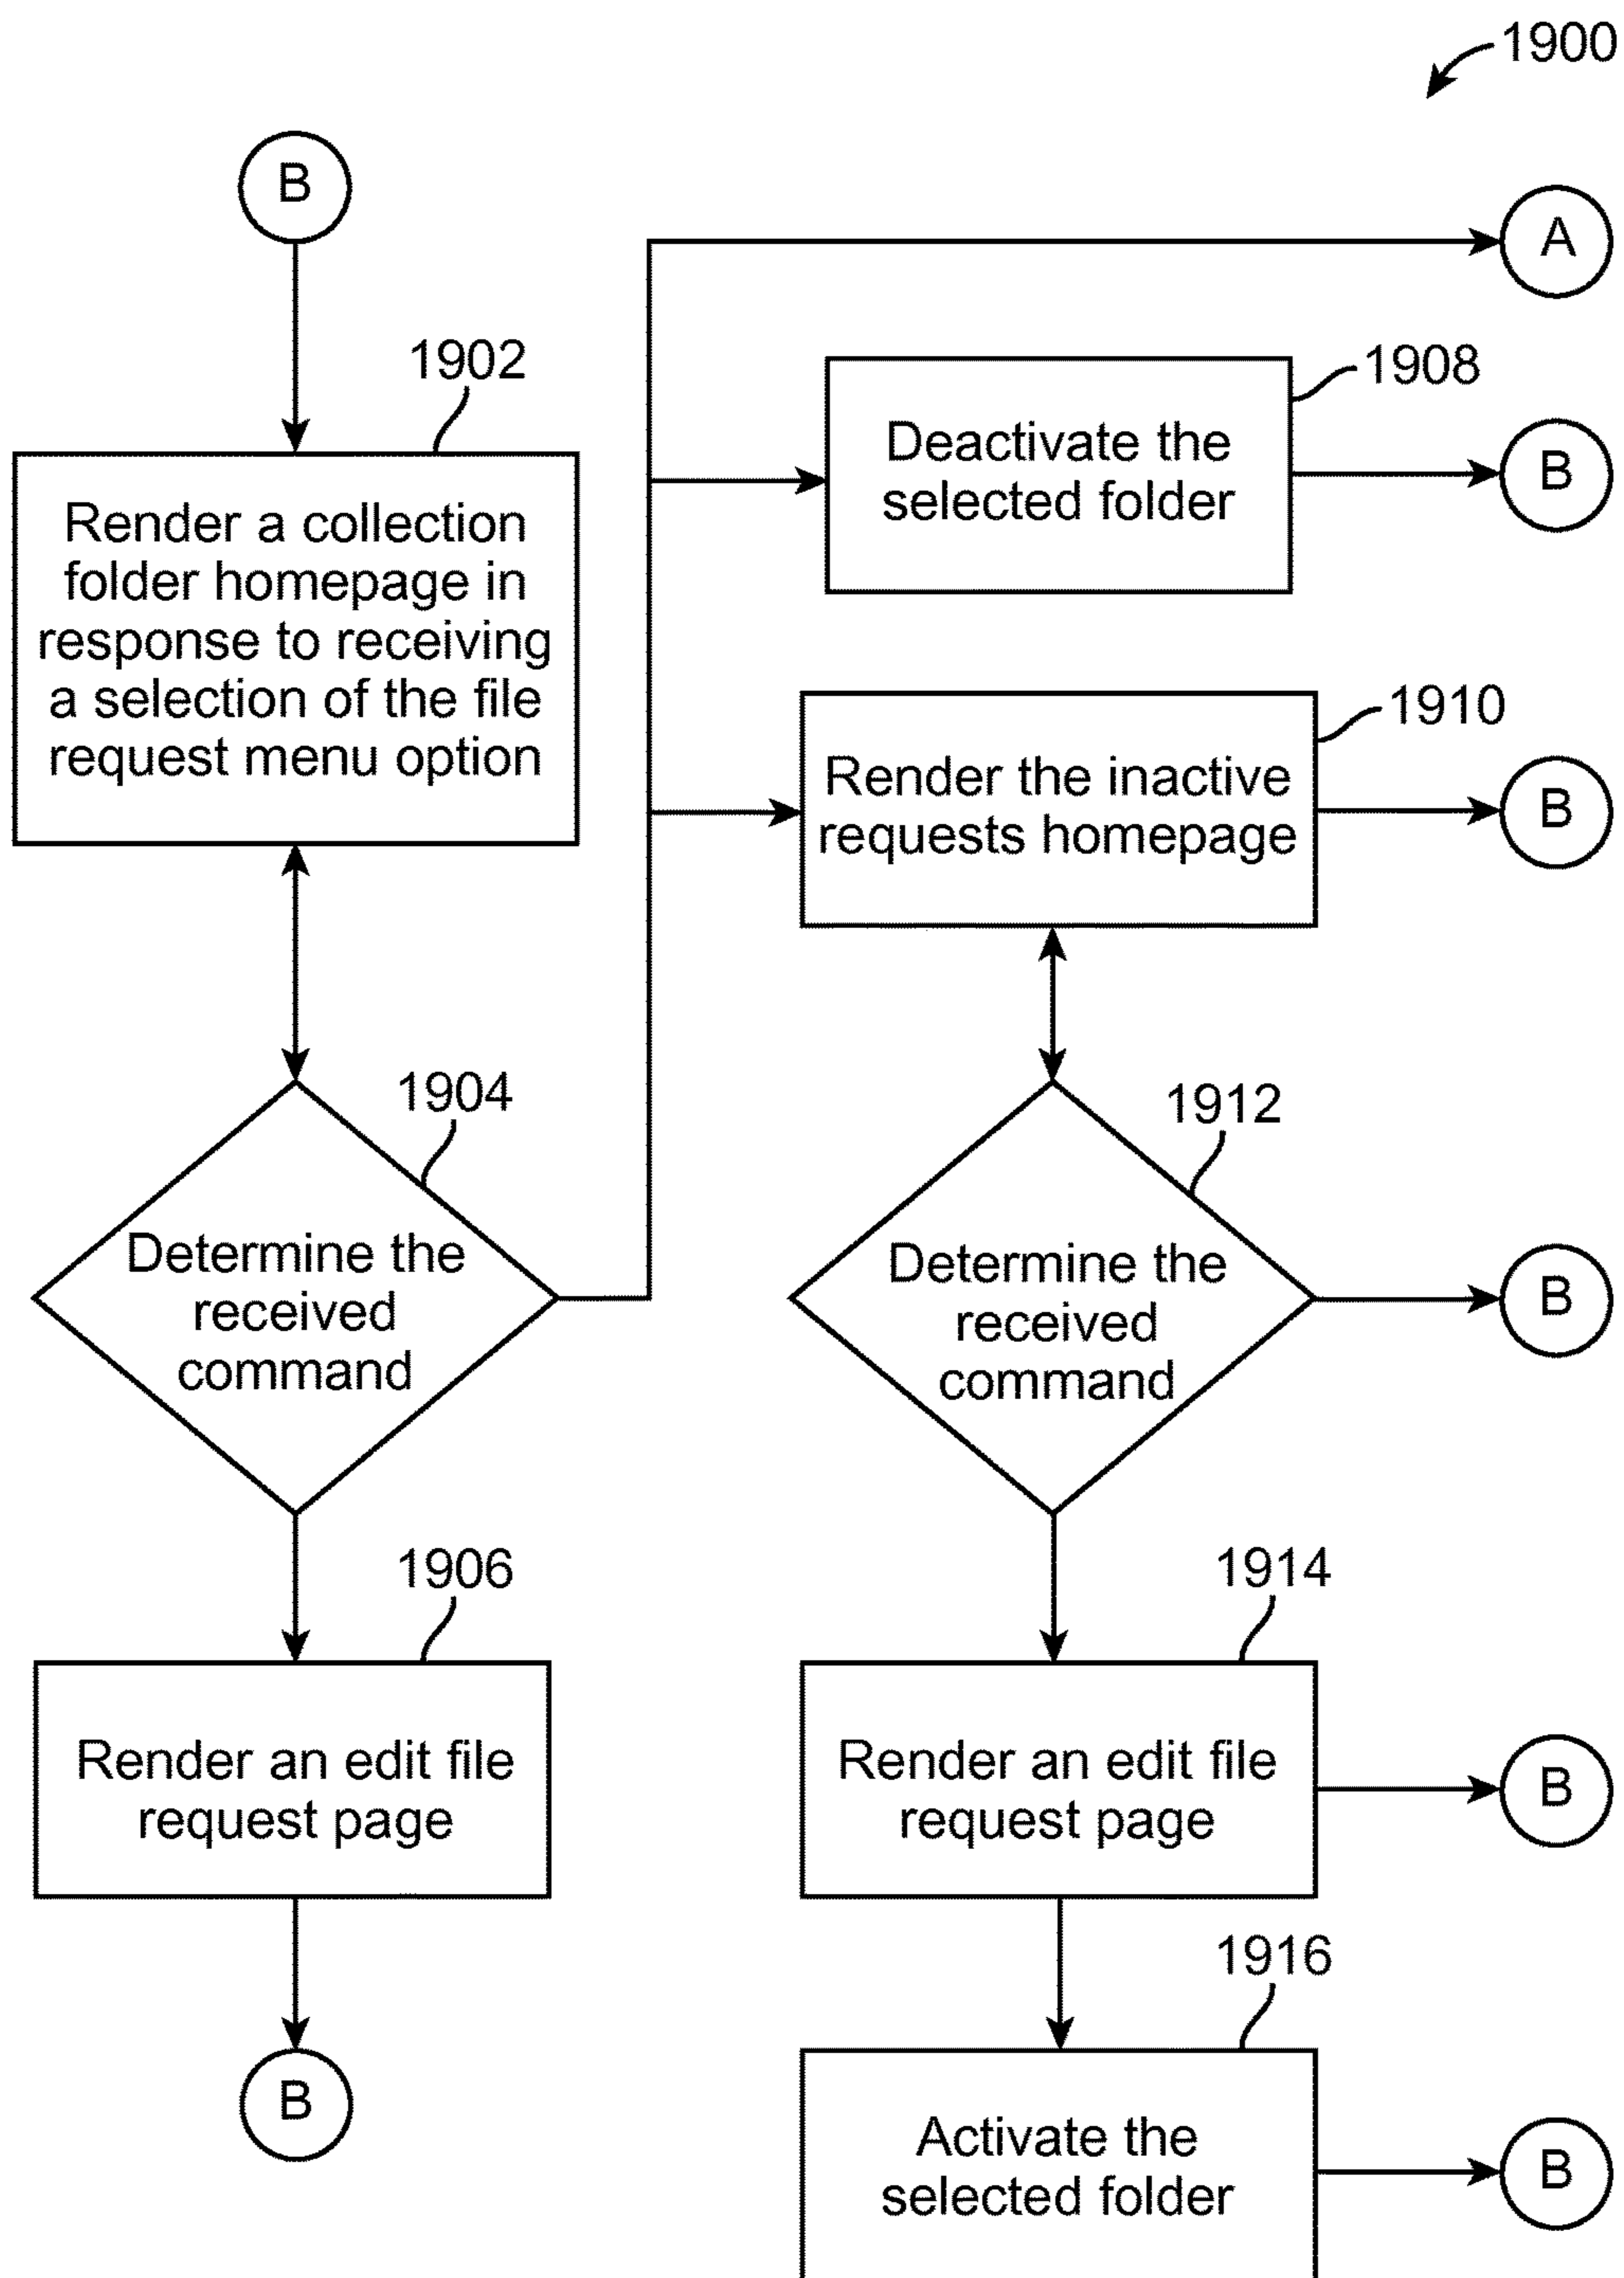 1900
B
A
1902
Render a collection
folder homepage in
response to receiving
a selection of the file
request menu option
1908
Deactivate the
selected folder
B
1910
Render the inactive
requests homepage
B
1904
Determine the
received
command
1912
Determine the
received
command
B
1906
Render an edit file
request page
B
1914
Render an edit file
request page
B
1916
Activate the
selected folder
B